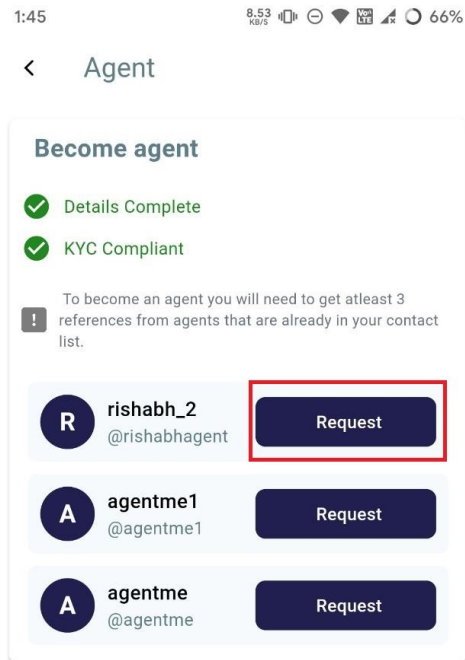 1:45
8.53
KB/S
Vo))
LTE
66%
Agent
Become agent
Details Complete
KYC Compliant
To become an agent you will need to get atleast 3
! references from agents that are already in your contact
list.
R
rishabh_2
@rishabhagent
Request
A
agentme1
@agentme1
Request
A
agentme
@agentme
Request